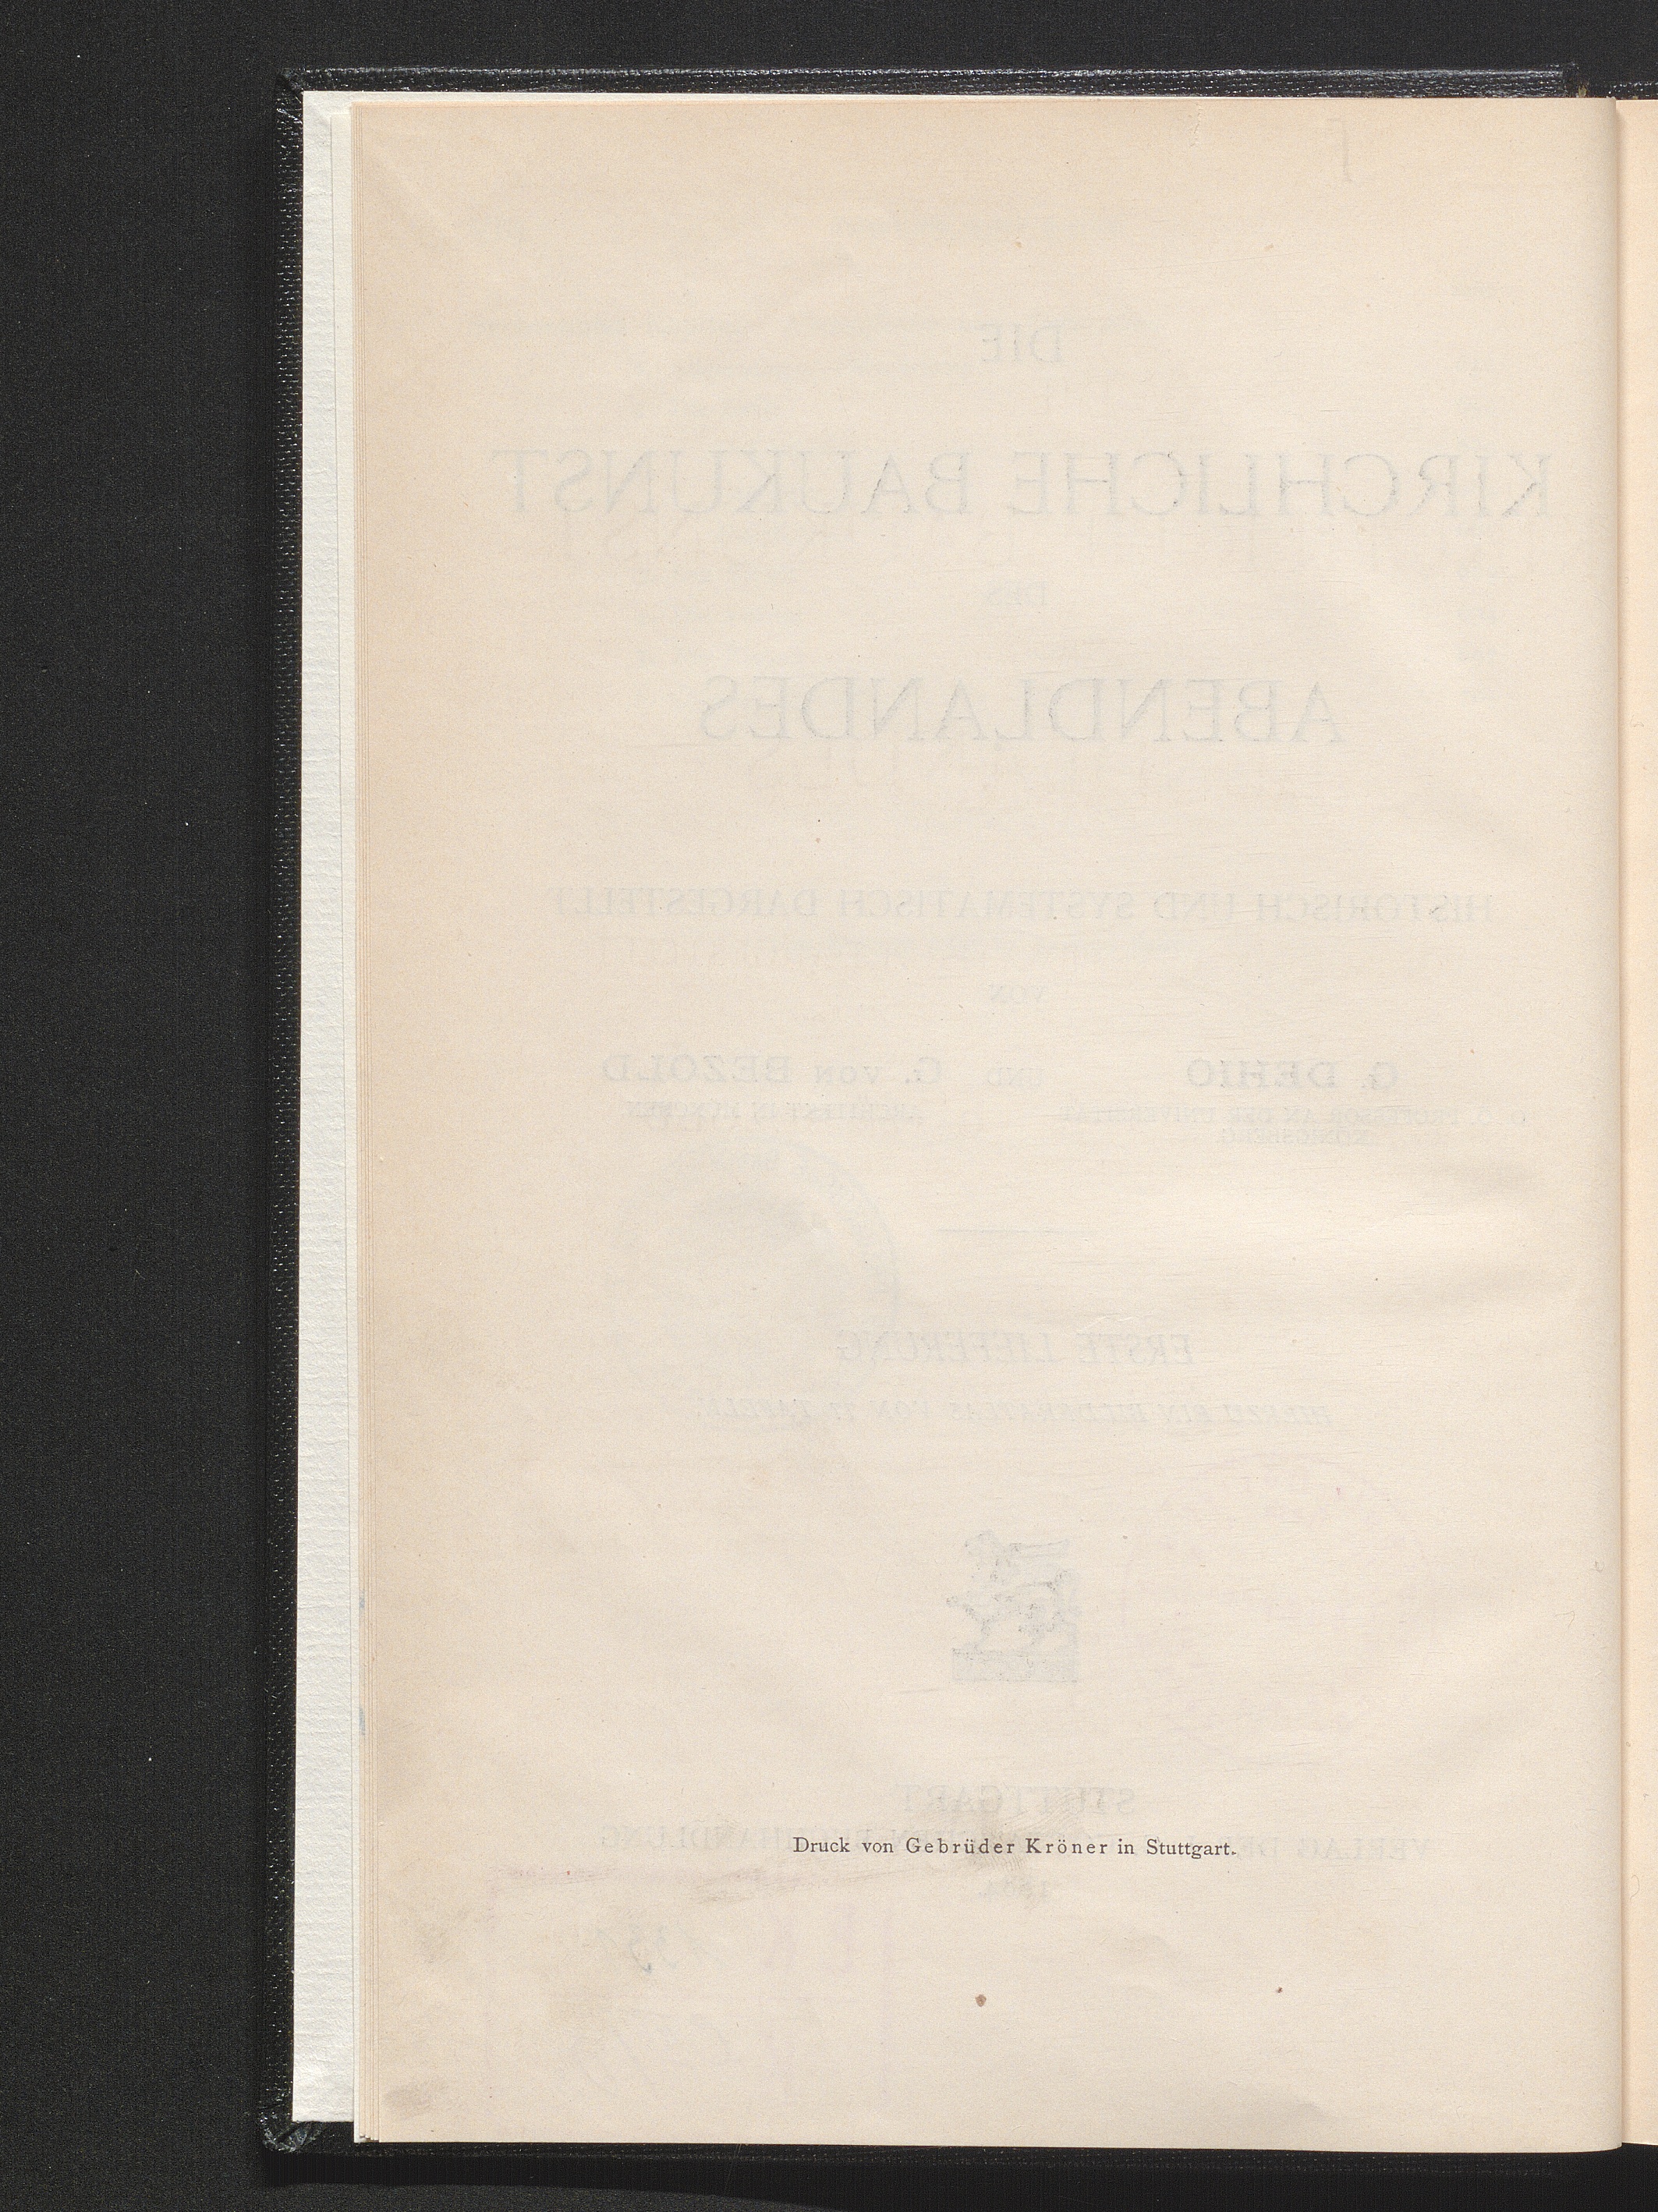 Druck von Gebrüder Kröner in Stuttgart.